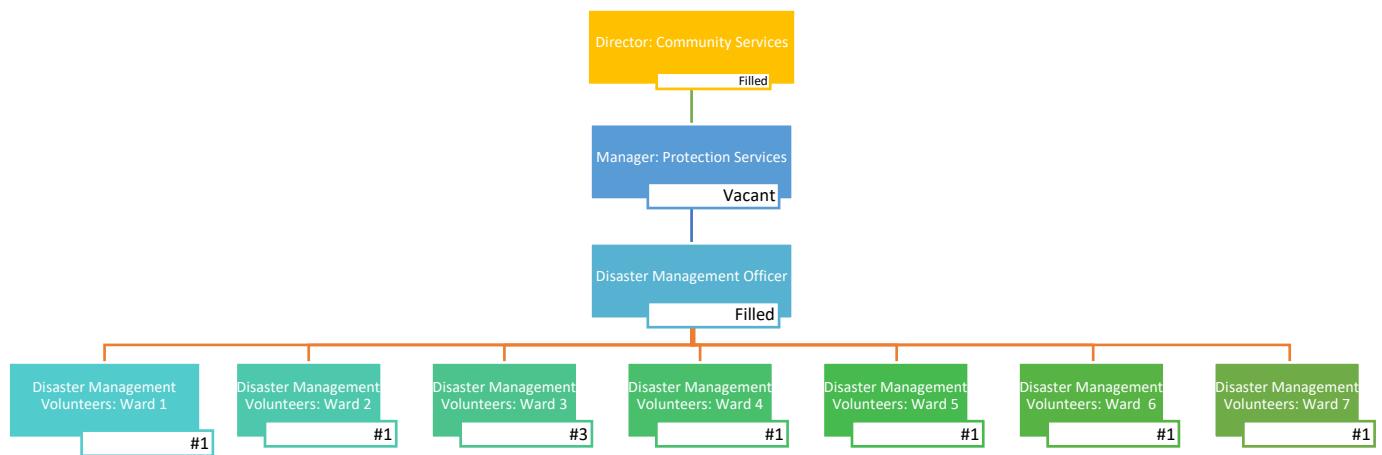 Director: Community Services
Filled
Manager: Protection Services
Vacant
Disaster Management Officer
Filled
Disaster Management
Volunteers: Ward 1
#1
Disaster Management
Volunteers: Ward 2
#1
Disaster Management
Volunteers: Ward 3
#3
Disaster Management
Volunteers: Ward 4
#1
Disaster Management
Volunteers: Ward 5
#1
Disaster Management
Volunteers: Ward  6
#1
Disaster Management
Volunteers: Ward 7
#1